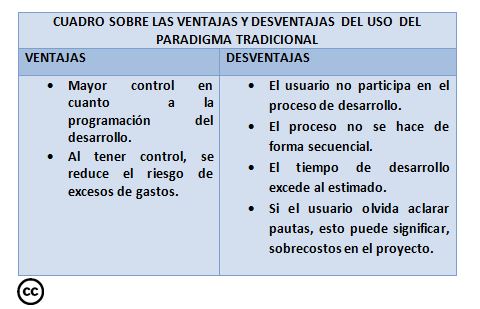 CUADRO SOBRE LAS VENTAJAS Y DESVENTAJAS DEL USO DEL
PARADIGMA TRADICIONAL
VENTAJAS
DESVENTAJAS
• Mayor control en
cuanto a la
programación del
desarrollo.
• Al tener control, se
reduce el riesgo de
excesos de gastos.
• El usuario no participa en el
proceso de desarrollo.
• El proceso no se hace de
forma secuencial.
• El tiempo de desarrollo
excede al estimado.
• Si el usuario olvida aclarar
pautas, esto puede significar,
sobrecostos en el proyecto.
cc